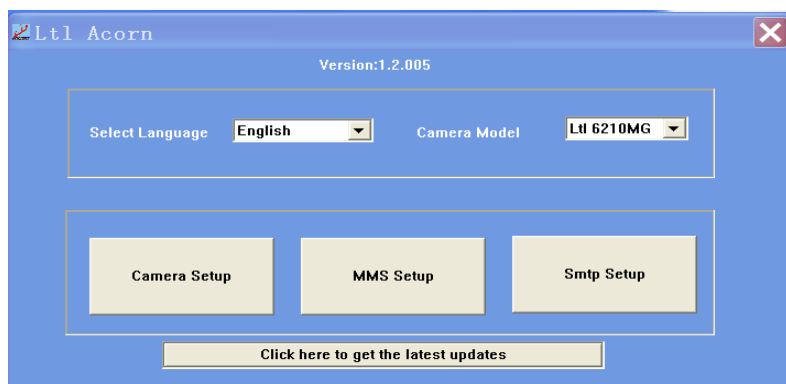 Ltl Acorn
Version:1.2.005
Select Language English Camera Model Ltl 6210MG
Camera Setup MMS Setup Smtp Setup
Click here to get the latest updates